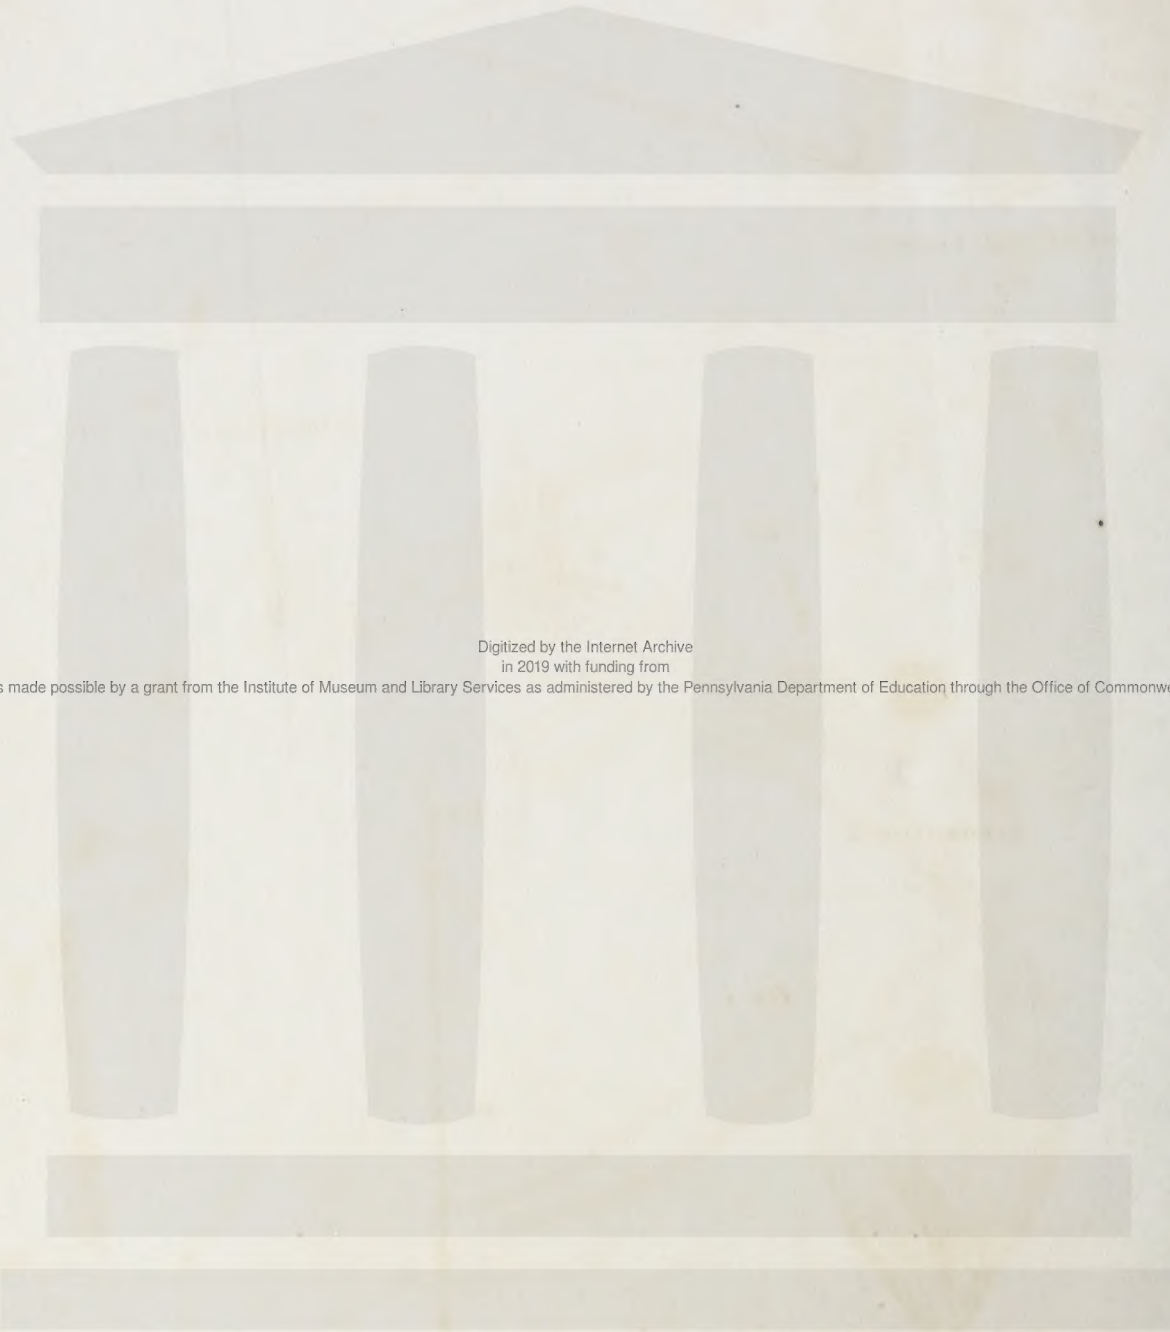 Digitized by the Internet Archive
in 2019 with funding from
made possible by a grant from the Institute of Museum and Library Services as administered by the Pennsylvania Department of Education through the Office of